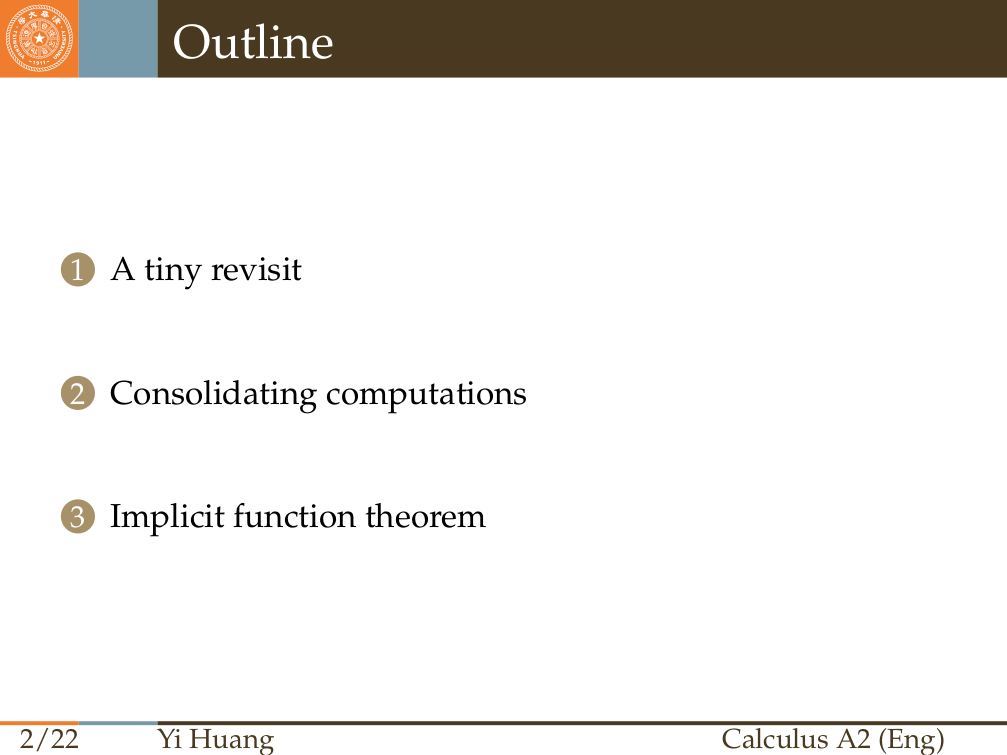 Outline
1 A tiny revisit
2 Consolidating computations
3 Implicit function theorem
2/22 Yi Huang Calculus A2 (Eng)